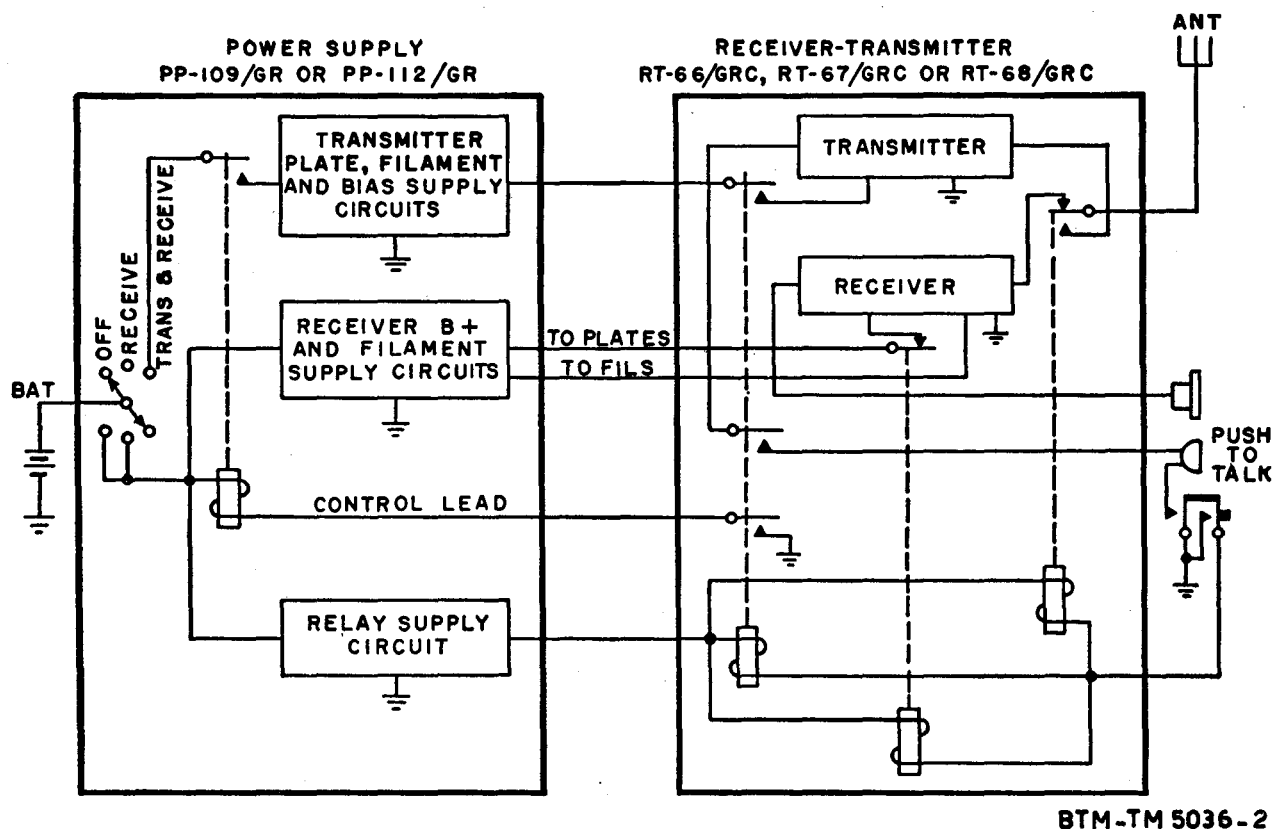 POWER SUPPLY
PP-109/GR OR PP-112/GR
RECEIVER-TRANSMITTER
RT-66/GRC, RT-67/GRC OR RT-68/GRC
ANT
TRANSMITTER
PLATE, FILAMENT
AND BIAS SUPPLY
CIRCUITS
TRANSMITTER
OFF
RECEIVE
TRANS & RECEIVE
RECEIVER B+
AND FILAMENT
SUPPLY CIRCUITS
TO PLATES
TO FILS
RECEIVER
BAT
PUSH
TO
TALK
CONTROL LEAD
RELAY SUPPLY
CIRCUIT
BTM-TM 5036-2